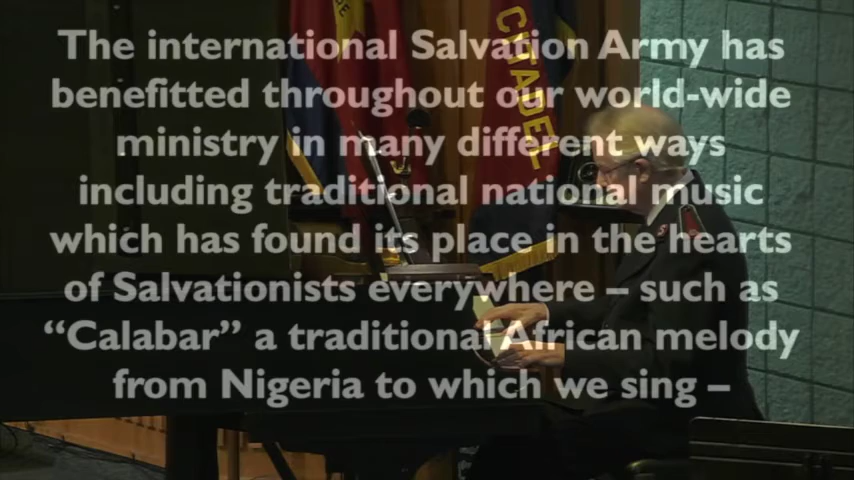 The international Salvation Army has
benefitted throughout our world-wide
ministry in many different ways
including traditional national music
which has found its place in the hearts
of Salvationists everywhere – such as
“Calabar” a traditional African melody
from Nigeria to which we sing –
CITADEL
DE